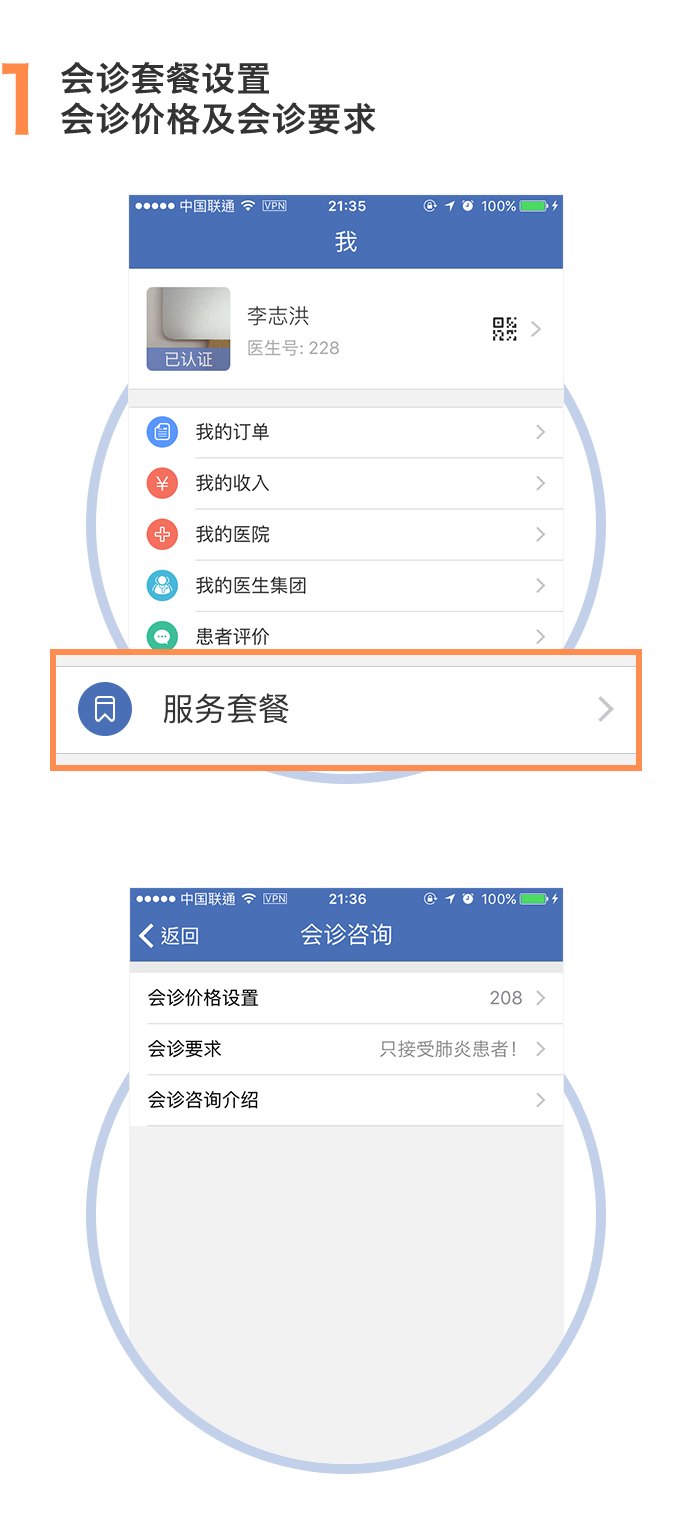 1
会诊套餐设置
会诊价格及会诊要求
中国联通 VPN 21:35 100%
我
李志洪
已认证
医生号: 228
我的订单
¥ 我的收入
我的医院
我的医生集团
患者评价
服务套餐
中国联通 VPN 21:36 100%
返回 会诊咨询
会诊价格设置 208
会诊要求 只接受肺炎患者!
会诊咨询介绍